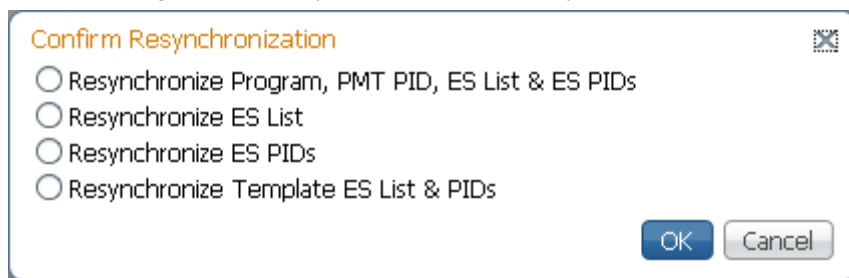 Confirm Resynchronization
Resynchronize Program, PMT PID, ES List & ES PIDs
Resynchronize ES List
Resynchronize ES PIDs
Resynchronize Template ES List & PIDs
OK Cancel